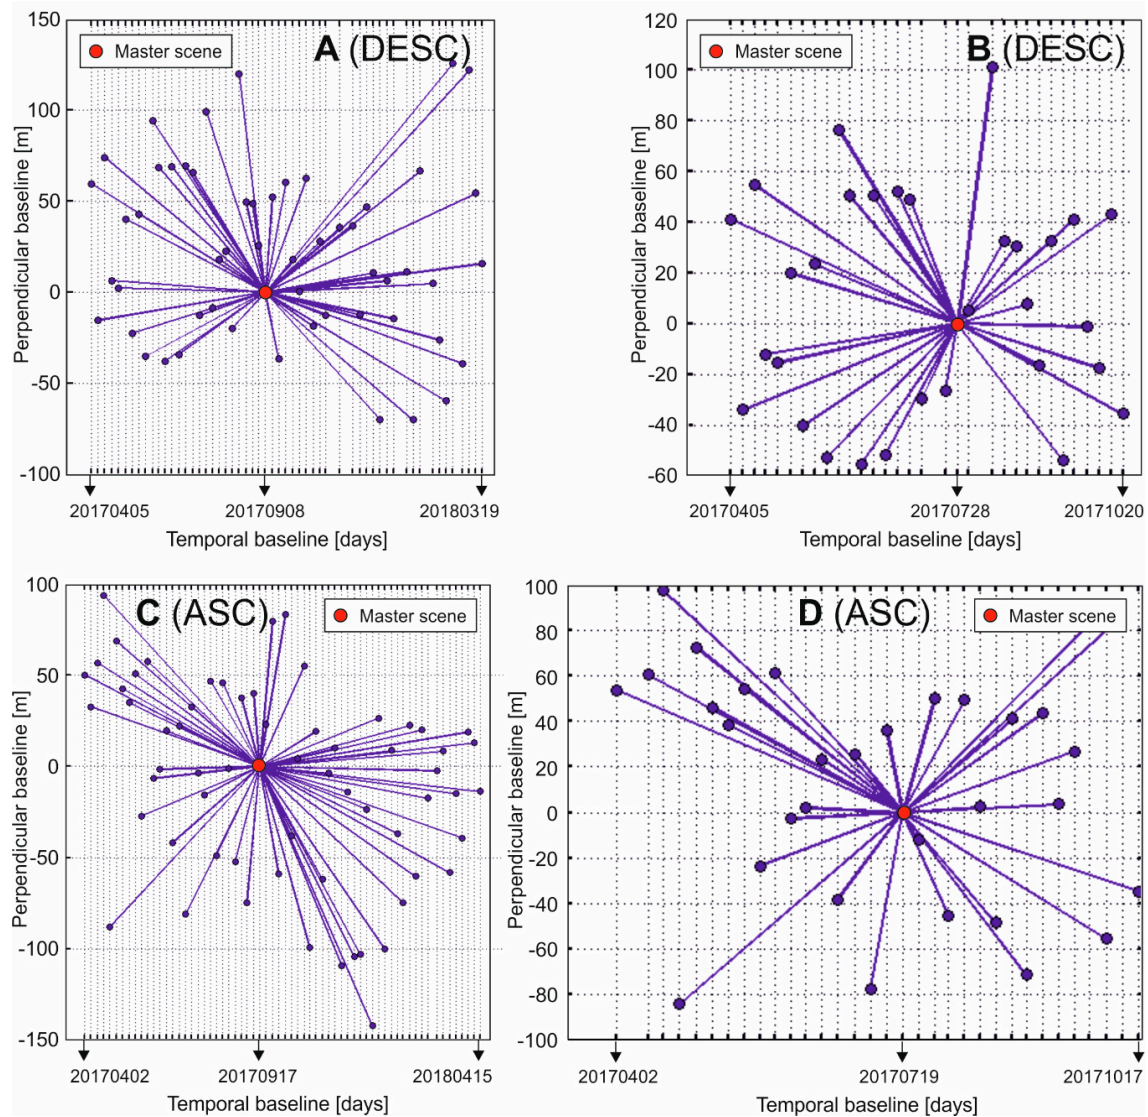 A (DESC)
Master scene
Perpendicular baseline [m]
150
100
50
0
-50
-100
20170405
20170908
20180319
Temporal baseline [days]
B (DESC)
Master scene
Perpendicular baseline [m]
120
100
80
60
40
20
0
-20
-40
-60
20170405
20170728
20171020
Temporal baseline [days]
C (ASC)
Master scene
Perpendicular baseline [m]
100
50
0
-50
-100
-150
20170402
20170917
20180415
Temporal baseline [days]
D (ASC)
Master scene
Perpendicular baseline [m]
100
80
60
40
20
0
-20
-40
-60
-80
-100
20170402
20170719
20171017
Temporal baseline [days]